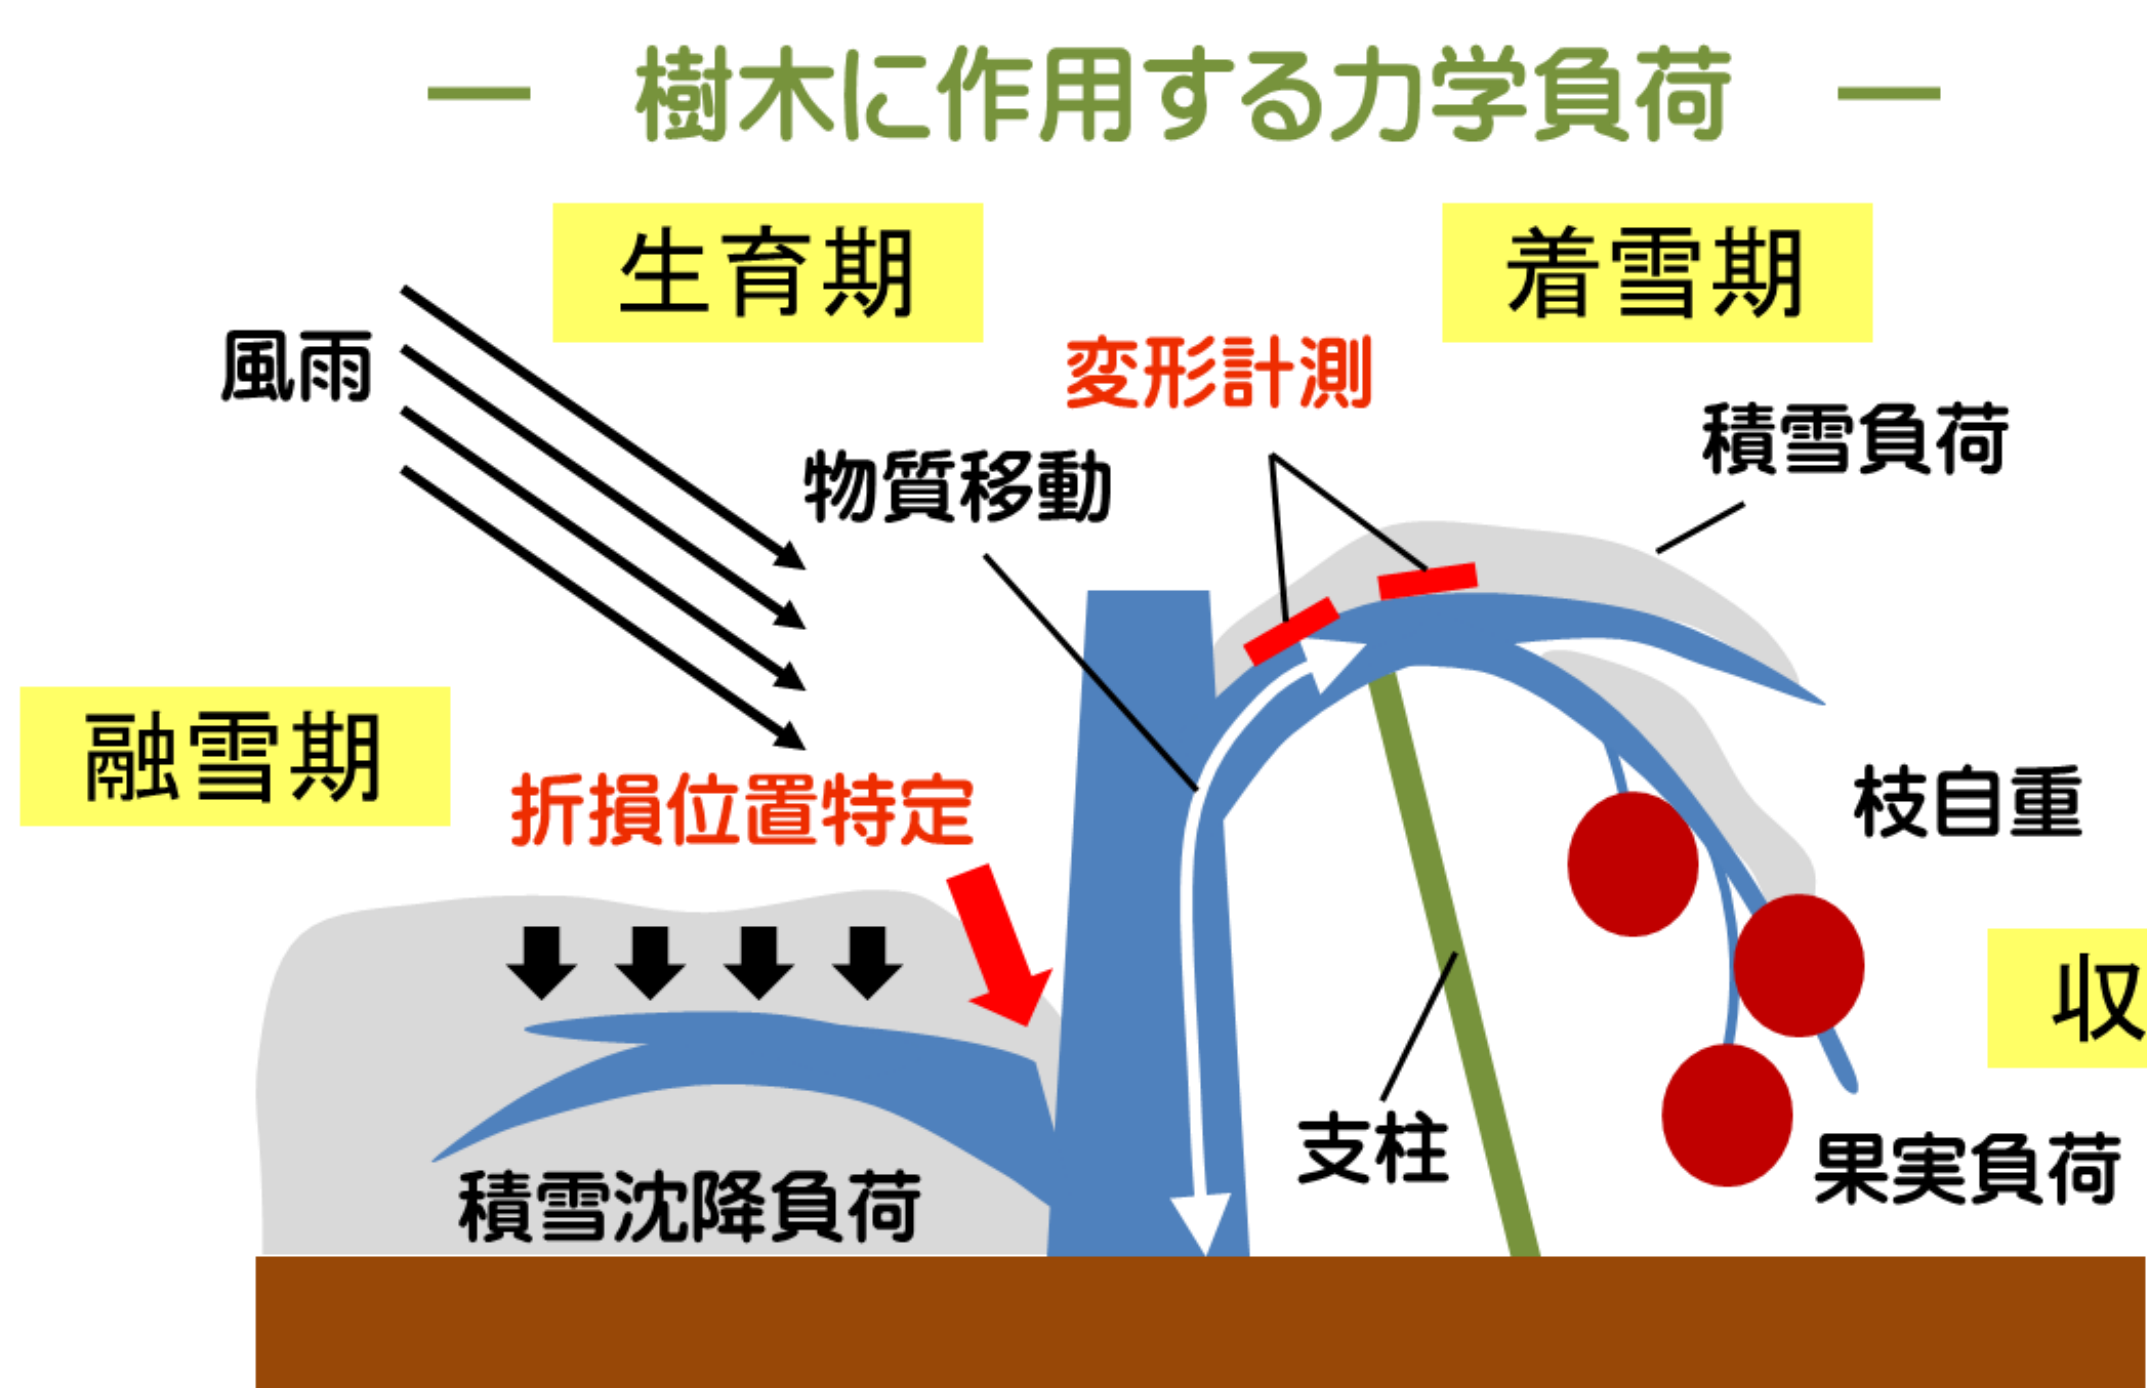 ― 樹木に作用する力学負荷 ―
生育期
着雪期
風雨
変形計測
積雪負荷
物質移動
融雪期
折損位置特定
枝自重
収
支柱
果実負荷
積雪沈降負荷